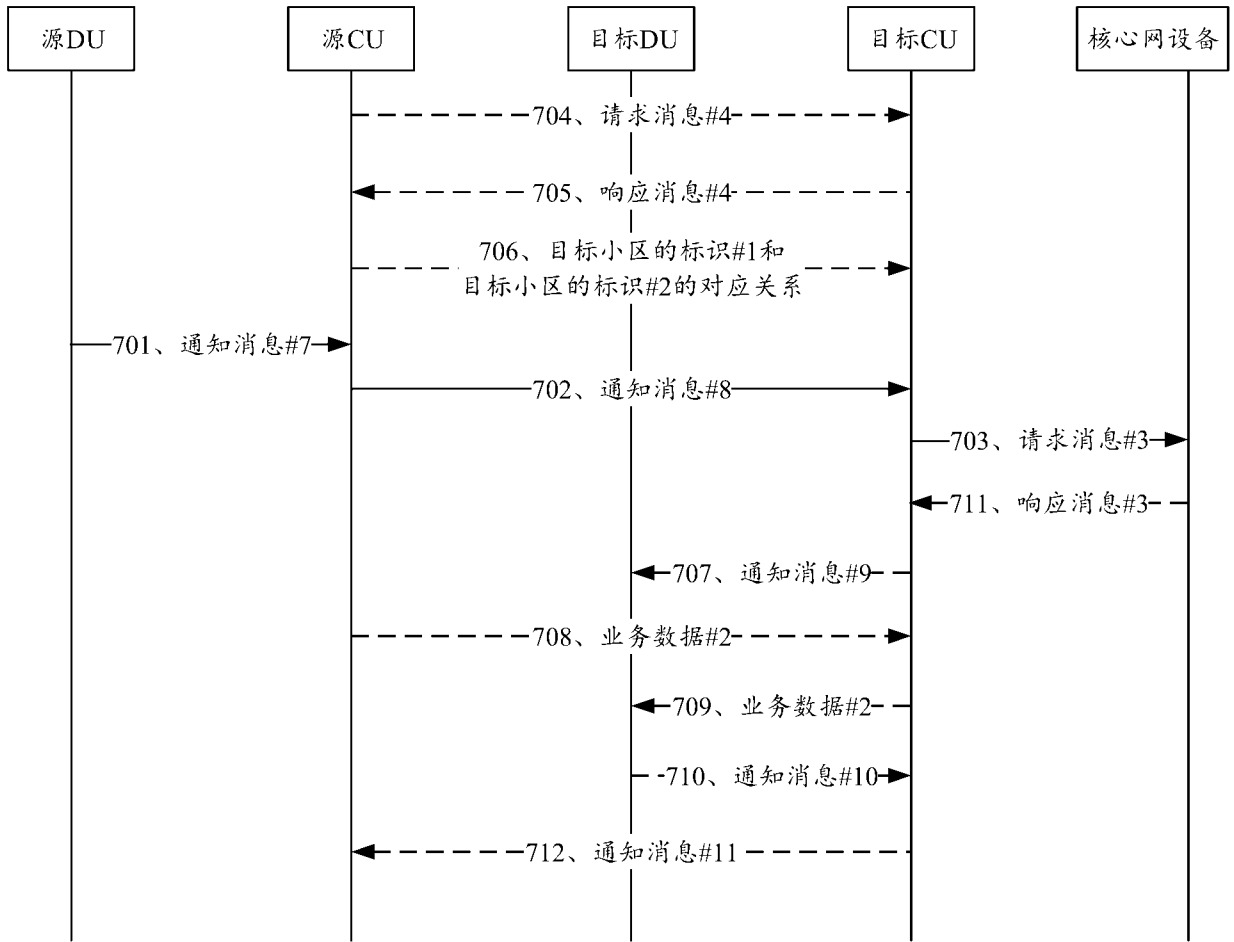 源DU
源CU
目标DU
目标CU
核心网设备
704、请求消息#4
705、响应消息#4
706、目标小区的标识#1和
目标小区的标识#2的对应关系
701、通知消息#7
702、通知消息#8
703、请求消息#3
711、响应消息#3
707、通知消息#9
708、业务数据#2
709、业务数据#2
710、通知消息#10
712、通知消息#11